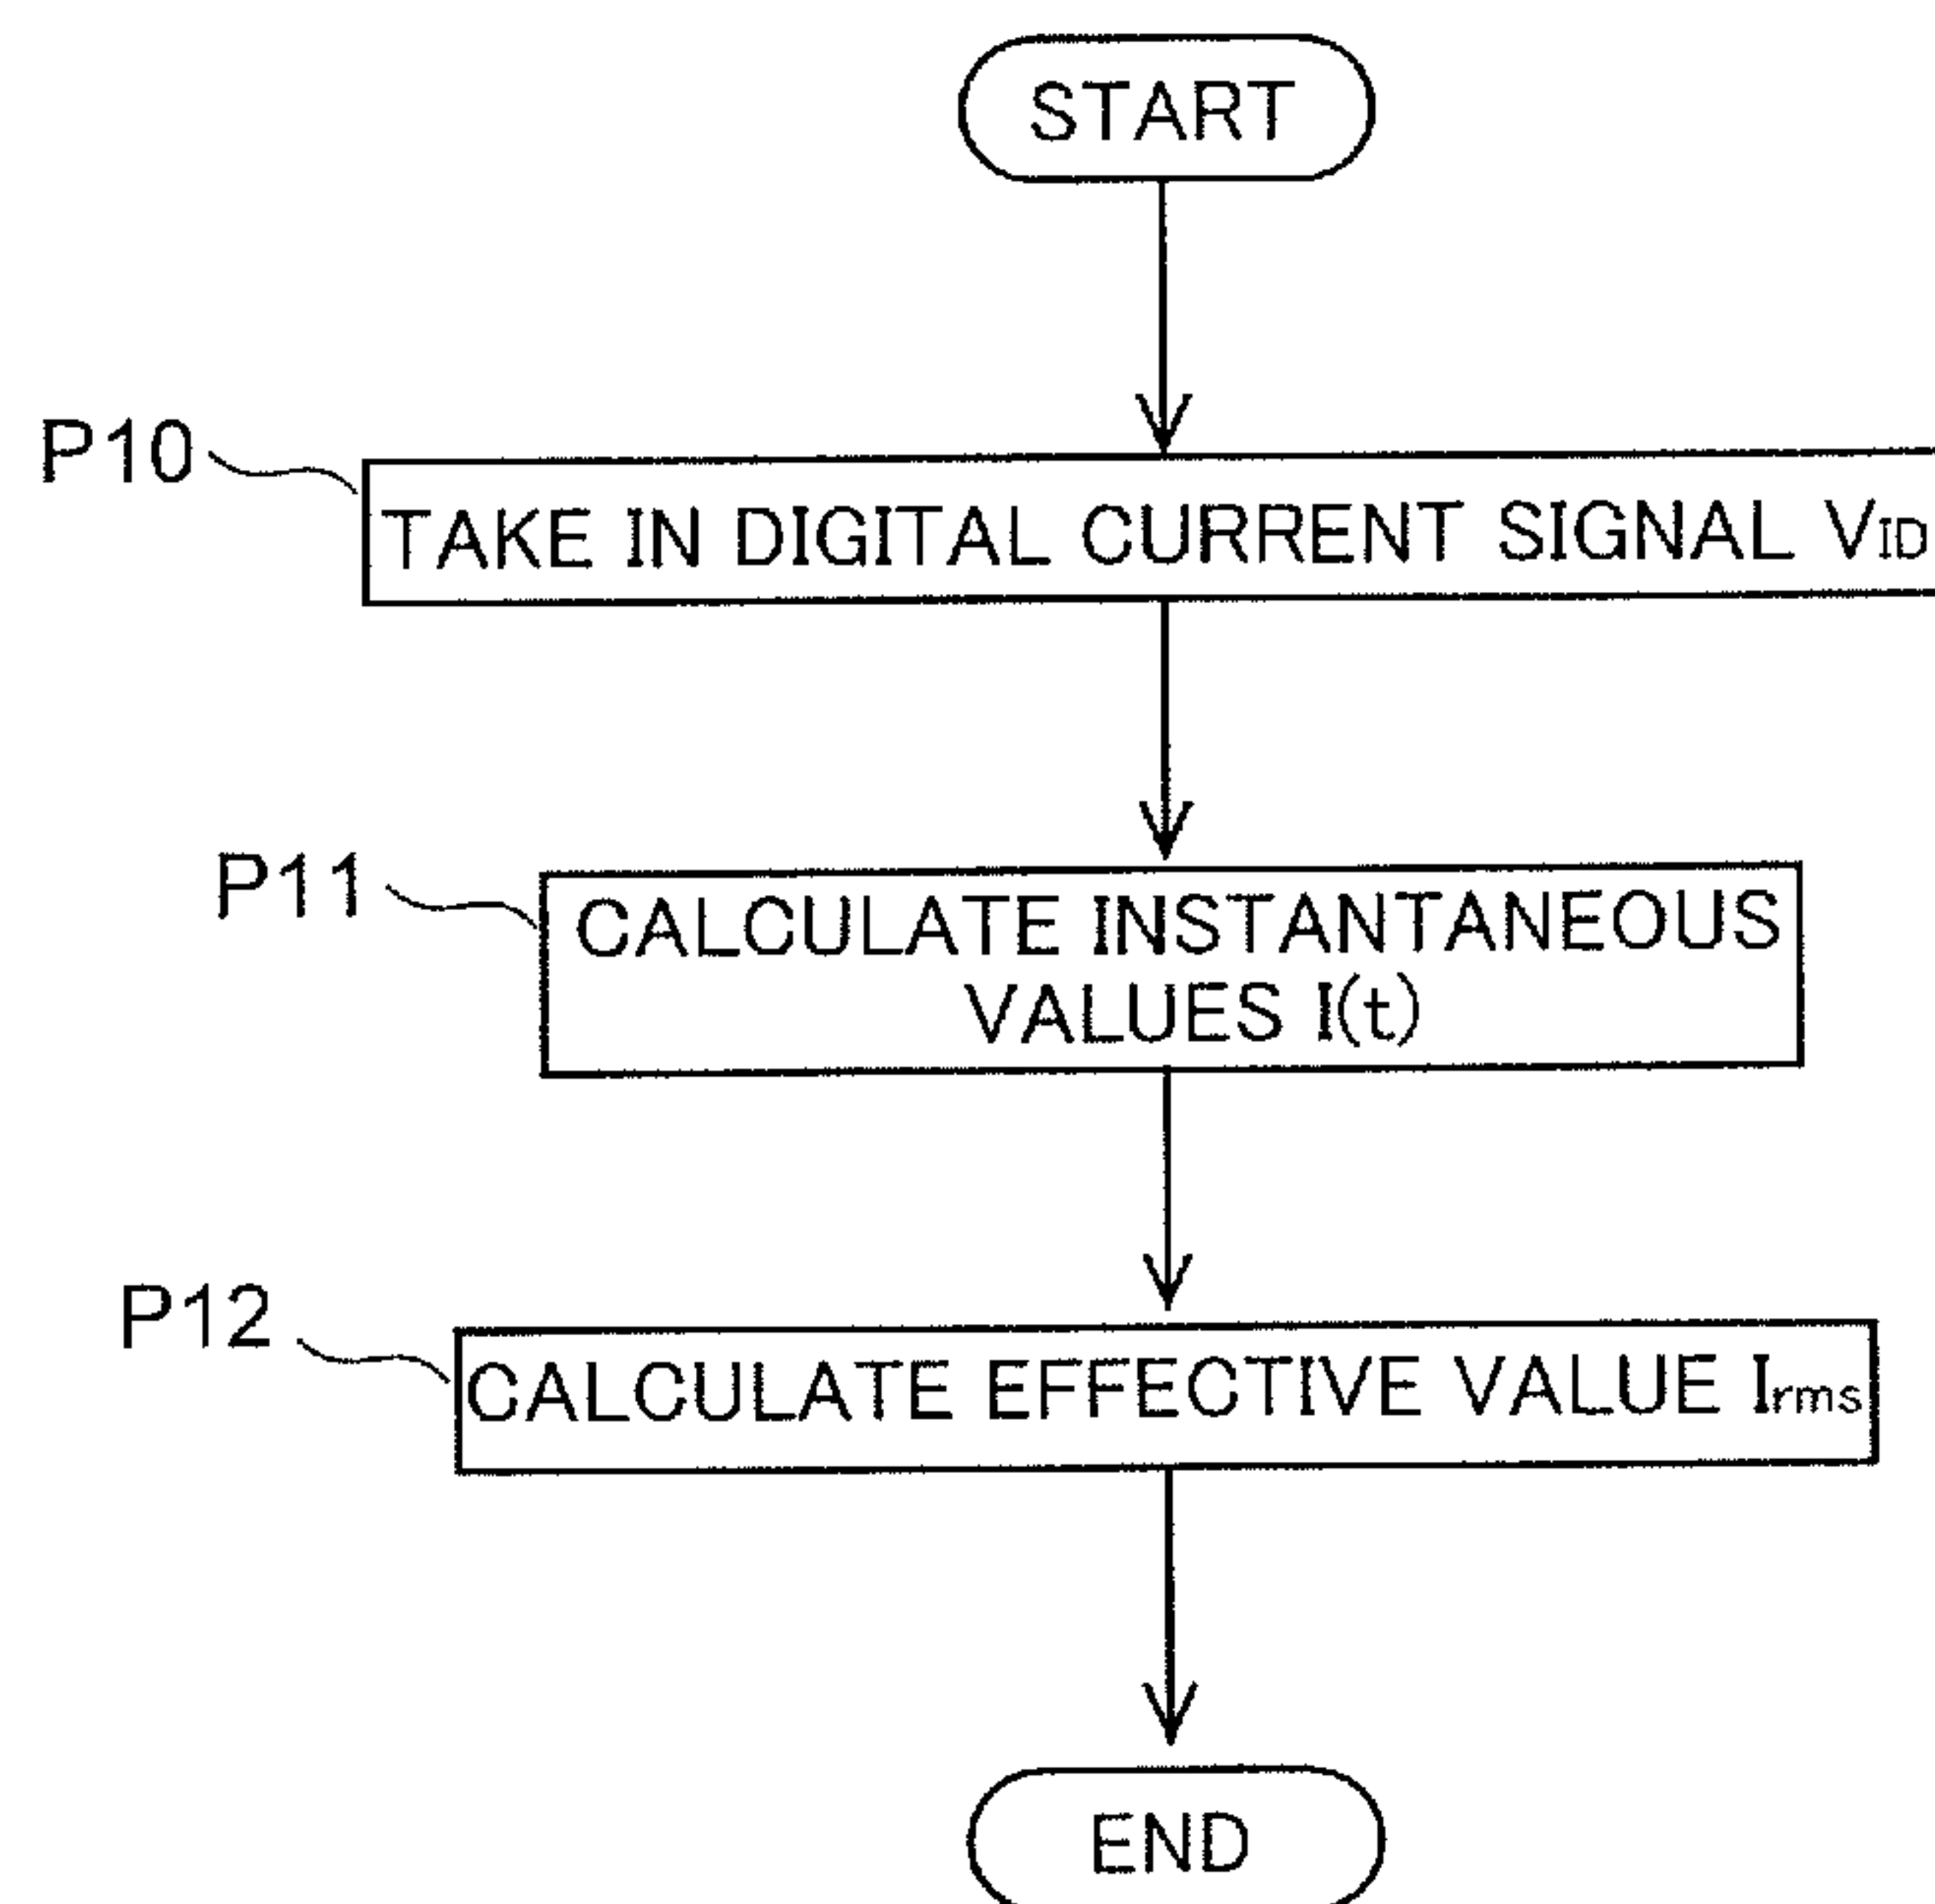 START
P10
TAKE IN DIGITAL CURRENT SIGNAL VID
P11
CALCULATE INSTANTANEOUS
VALUES I(t)
P12
CALCULATE EFFECTIVE VALUE Irms
END